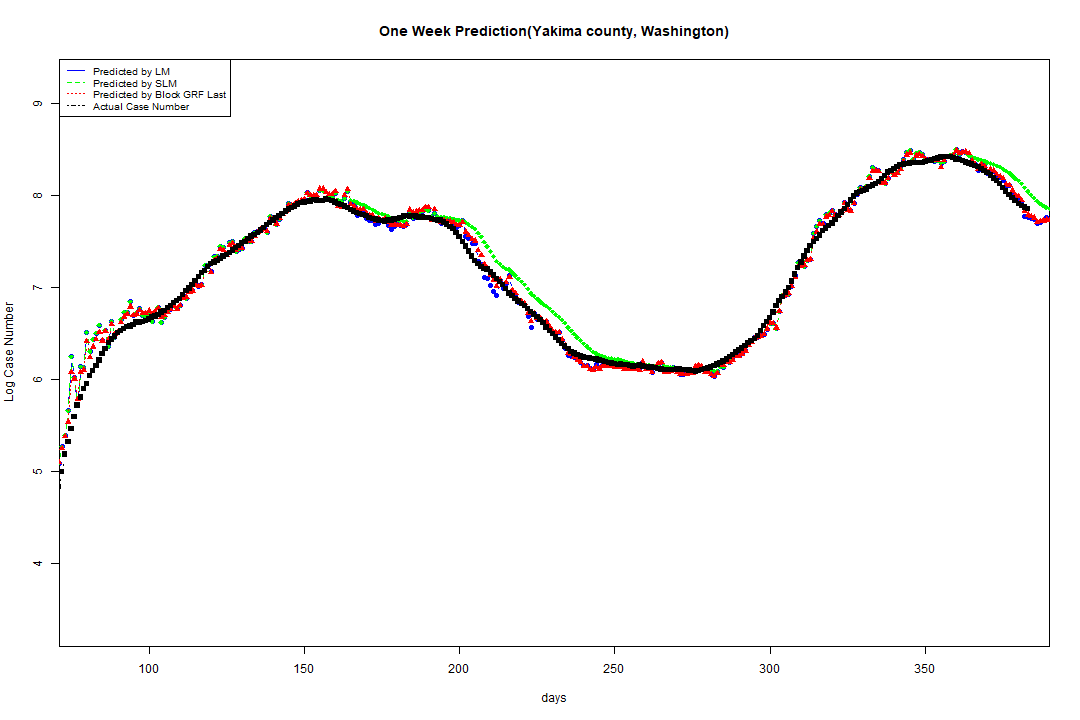 One Week Prediction(Yakima county, Washington)
Predicted by LM
Predicted by SLM
Predicted by Block GRF Last
Actual Case Number
9
8
7
6
5
4
Log Case Number
100 150 200 250 300 350
days